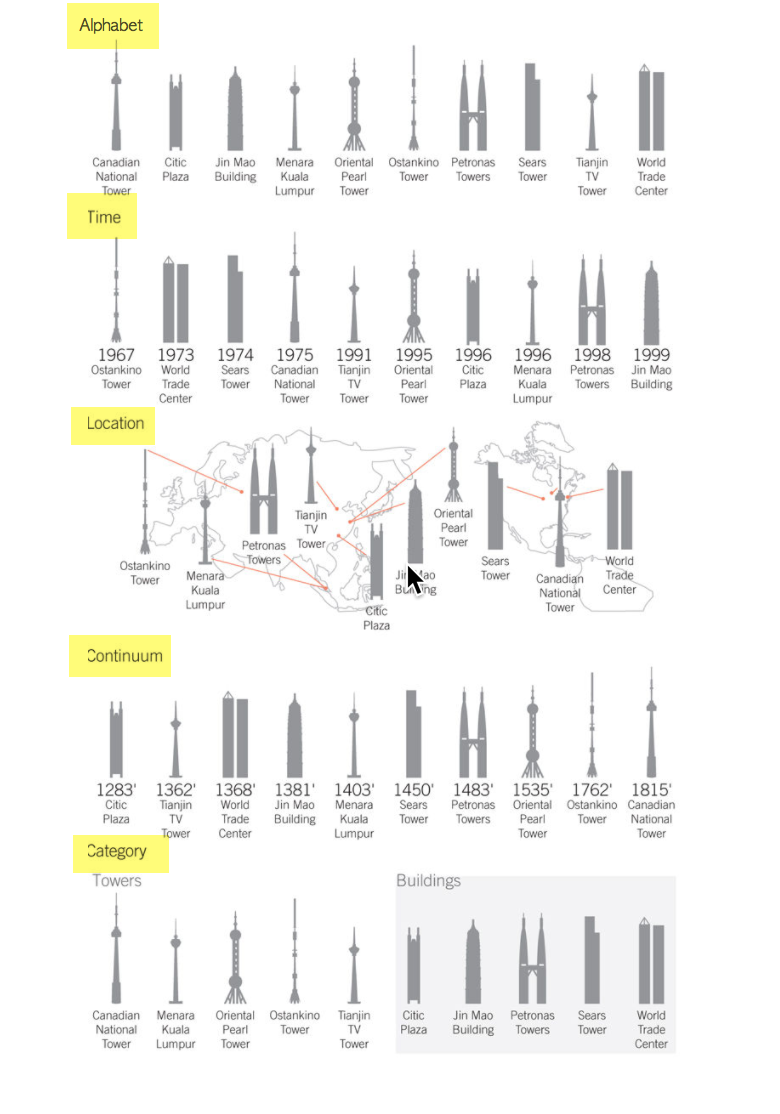 Alphabet
Canadian
National
Tower
Citic
Plaza
Jin Mao
Building
Menara
Kuala
Lumpur
Oriental
Pearl
Tower
Ostankino
Tower
Petronas
Towers
Sears
Tower
Tianjin
TV
Tower
World
Trade
Center
Time
1967
Ostankino
Tower
1973
World
Trade
Center
1974
Sears
Tower
1975
Canadian
National
Tower
1991
Tianjin
TV
Tower
1995
Oriental
Pearl
Tower
1996
Citic
Plaza
1996
Menara
Kuala
Lumpur
1998
Petronas
Towers
1999
Jin Mao
Building
Location
Ostankino
Tower
Menara
Kuala
Lumpur
Petronas
Towers
Tianjin
TV
Tower
Citic
Plaza
Jin Mao
Building
Oriental
Pearl
Tower
Sears
Tower
Canadian
National
Tower
World
Trade
Center
Continuum
1283'
Citic
Plaza
1362'
Tianjin
TV
Tower
1368'
World
Trade
Center
1381'
Jin Mao
Building
1403'
Menara
Kuala
Lumpur
1450'
Sears
Tower
1483'
Petronas
Towers
1535'
Oriental
Pearl
Tower
1762'
Ostankino
Tower
1815'
Canadian
National
Tower
Category
Towers
Canadian
National
Tower
Menara
Kuala
Lumpur
Oriental
Pearl
Tower
Ostankino
Tower
Tianjin
TV
Tower
Buildings
Citic
Plaza
Jin Mao
Building
Petronas
Towers
Sears
Tower
World
Trade
Center